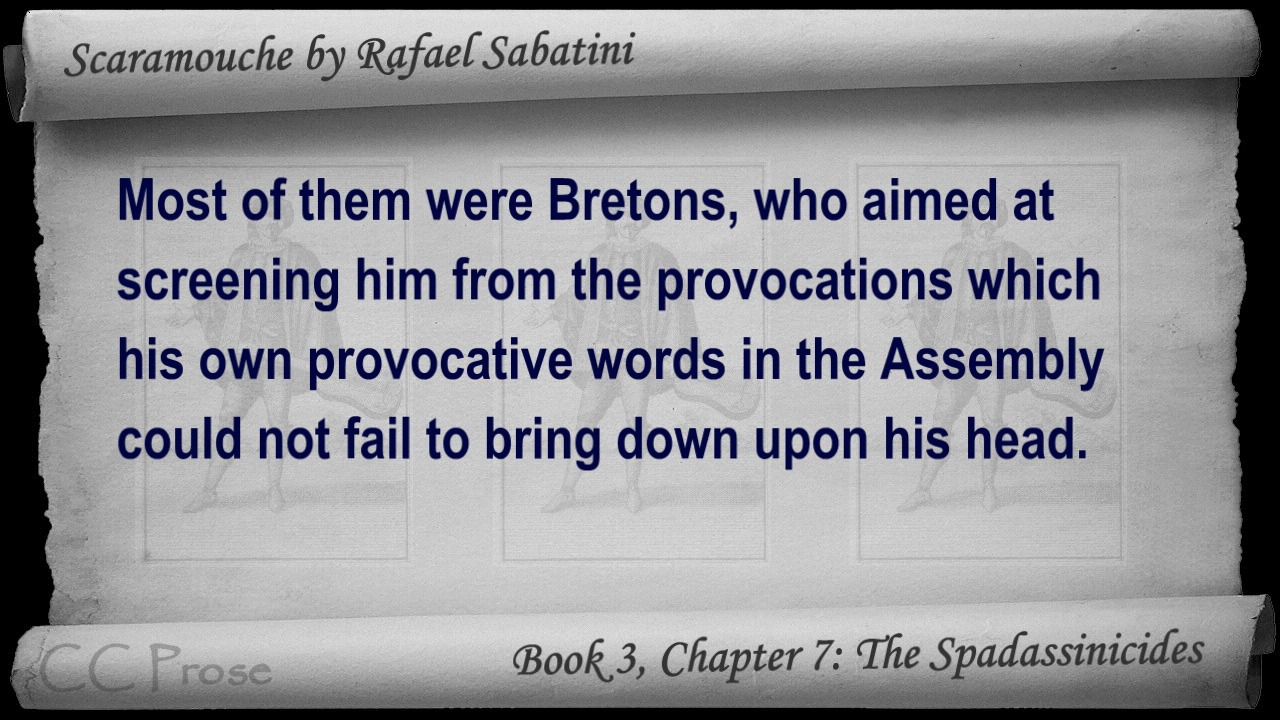 Scaramouche by Rafael Sabatini
Most of them were Bretons, who aimed at
screening him from the provocations which
his own provocative words in the Assembly
could not fail to bring down upon his head.
CC Prose
Book 3, Chapter 7: The Spadassinicides